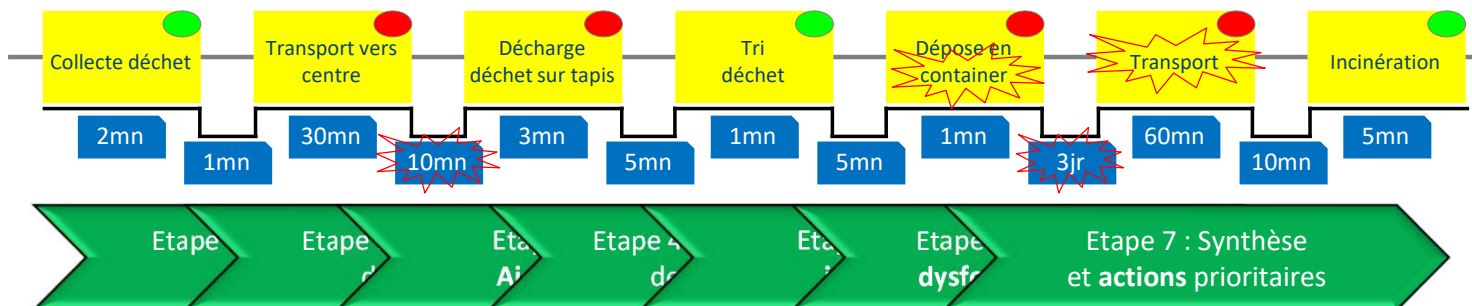 Collecte déchet
Transport vers
centre
Décharge
déchet sur tapis
Tri
déchet
Dépose en
container
Transport
Incinération
2mn
30mn
3mn
1mn
1mn
60mn
5mn
1mn
10mn
5mn
5mn
3jr
10mn
Etape
Etape
Etape 4
Etape
Etape 7 : Synthèse
et actions prioritaires